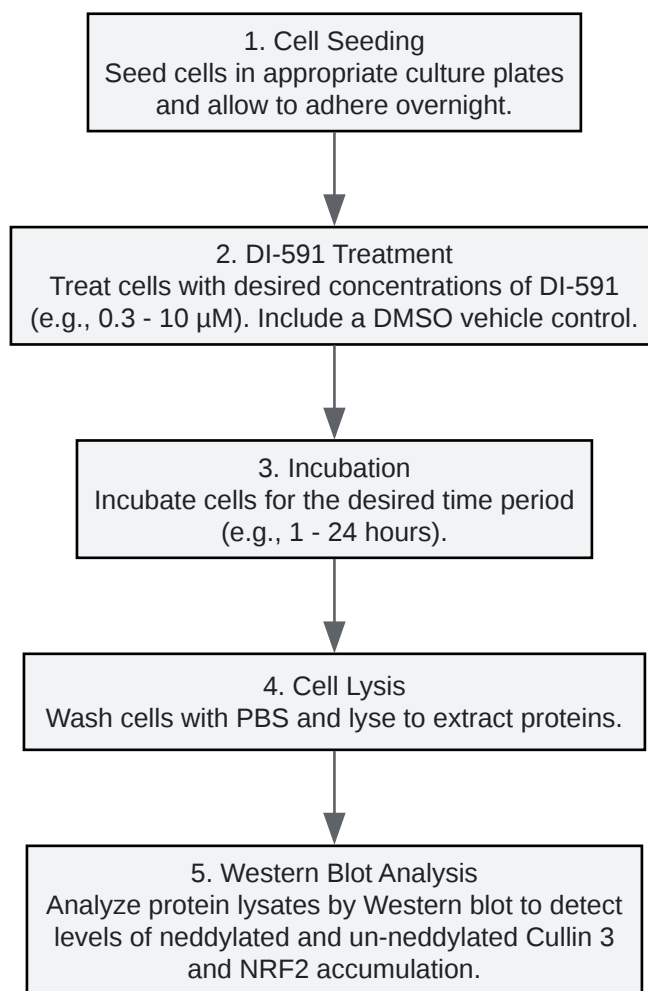 1. Cell Seeding
Seed cells in appropriate culture plates
and allow to adhere overnight.
2. DI-591 Treatment
Treat cells with desired concentrations of DI-591
(e.g., 0.3 - 10 µM). Include a DMSO vehicle control.
3. Incubation
Incubate cells for the desired time period
(e.g., 1 - 24 hours).
4. Cell Lysis
Wash cells with PBS and lyse to extract proteins.
5. Western Blot Analysis
Analyze protein lysates by Western blot to detect
levels of neddylated and un-neddylated Cullin 3
and NRF2 accumulation.